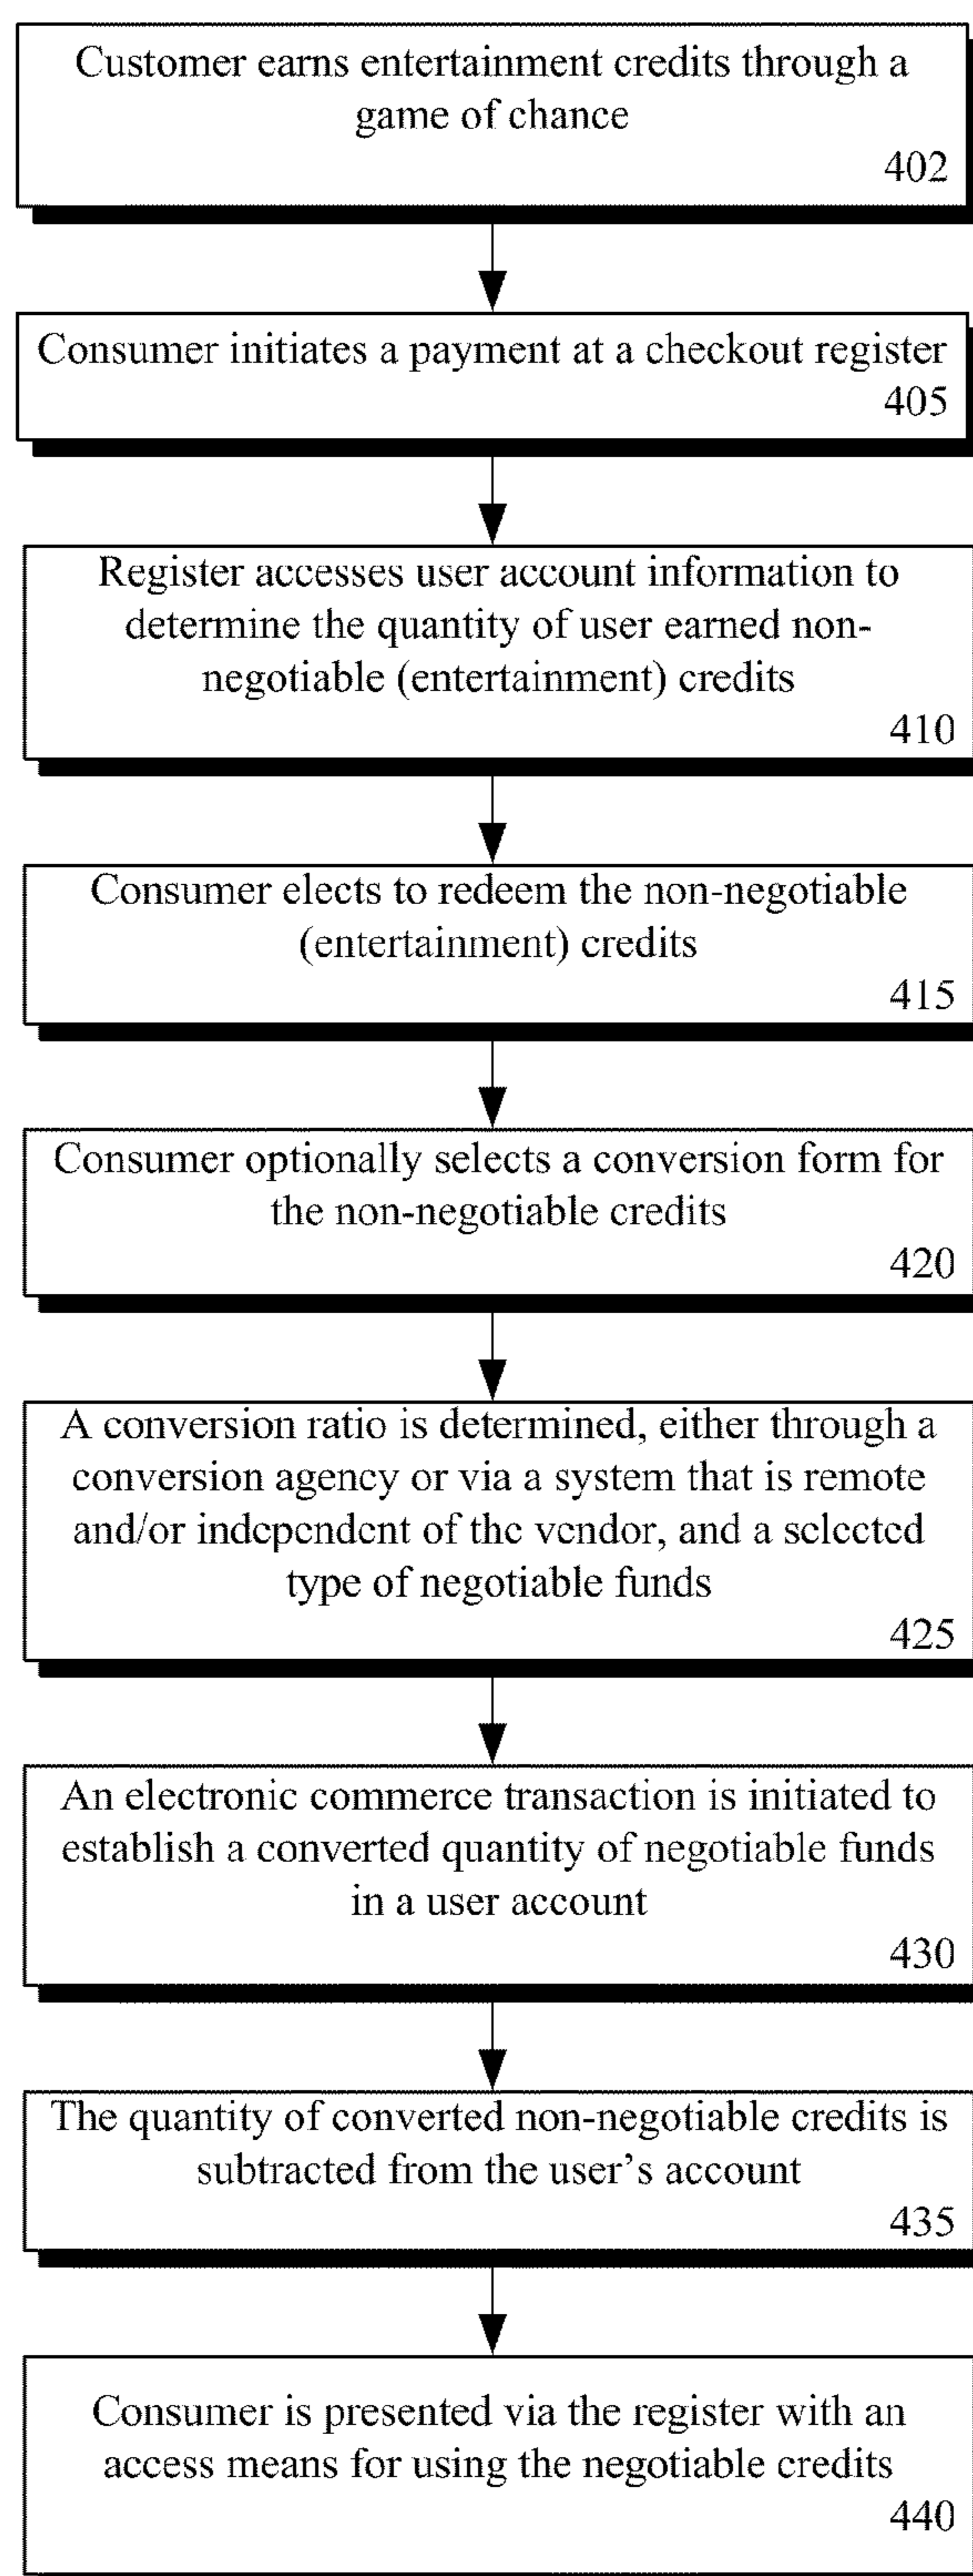 Customer earns entertainment credits through a
game of chance
402
Consumer initiates a payment at a checkout register
405
Register accesses user account information to
determine the quantity of user earned non-
negotiable (entertainment) credits
410
Consumer elects to redeem the non-negotiable
(entertainment) credits
415
Consumer optionally selects a conversion form for
the non-negotiable credits
420
A conversion ratio is determined, either through a
conversion agency or via a system that is remote
and/or independent of the vendor, and a selected
type of negotiable funds
425
An electronic commerce transaction is initiated to
establish a converted quantity of negotiable funds
in a user account
430
The quantity of converted non-negotiable credits is
subtracted from the user’s account
435
Consumer is presented via the register with an
access means for using the negotiable credits
440